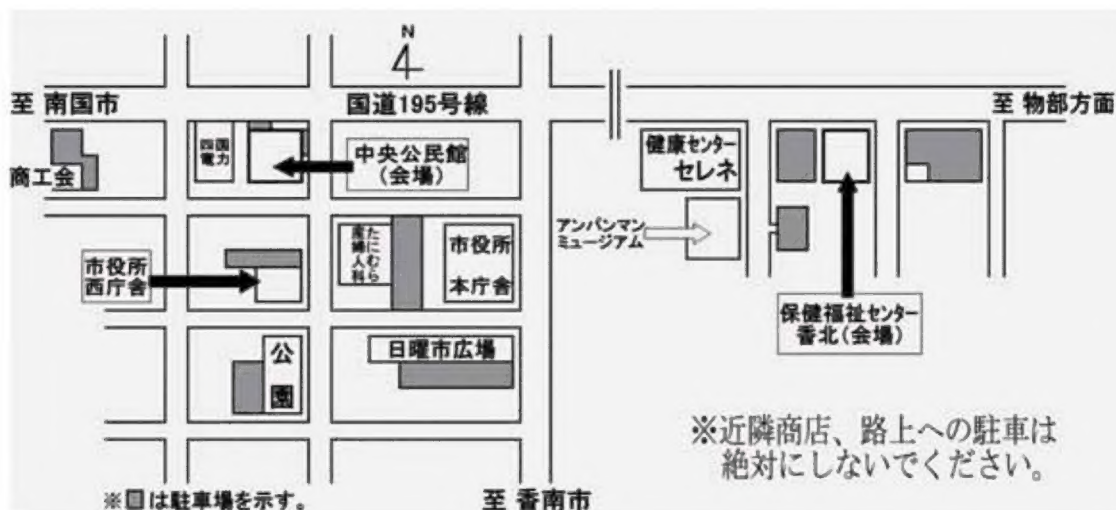 N
至 南国市
国道195号線
至 物部方面
商工会
四国
電力
中央公民館
(会場)
健康センター
セレネ
アンパンマン
ミュージアム
市役所
西庁舎
たにむら
産婦人科
市役所
本庁舎
保健福祉センター
香北(会場)
公
園
日曜市広場
※近隣商店、路上への駐車は
絶対にしないでください。
※□は駐車場を示す。
至 香南市